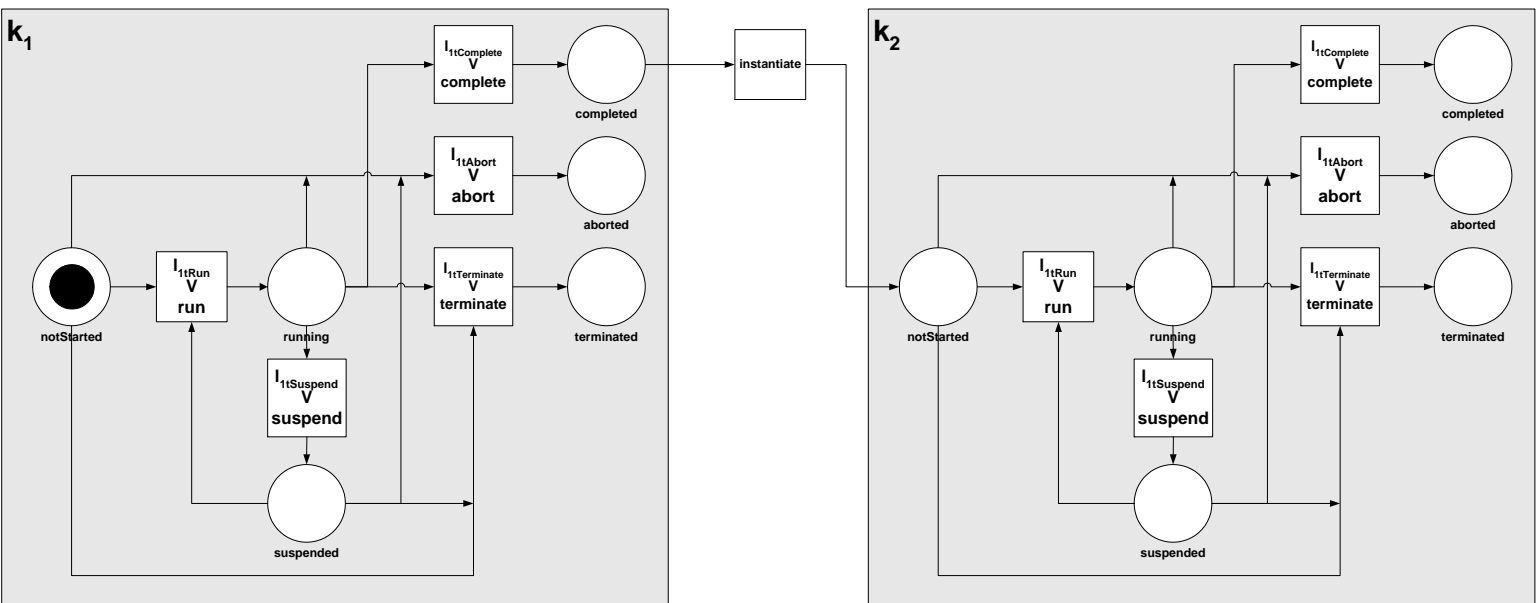 k1
I1tComplete
V
complete
completed
instantiate
I1tAbort
V
abort
aborted
I1tRun
V
run
notStarted
running
I1tTerminate
V
terminate
terminated
I1tSuspend
V
suspend
suspended
k2
I1tComplete
V
complete
completed
I1tAbort
V
abort
aborted
I1tRun
V
run
notStarted
running
I1tTerminate
V
terminate
terminated
I1tSuspend
V
suspend
suspended